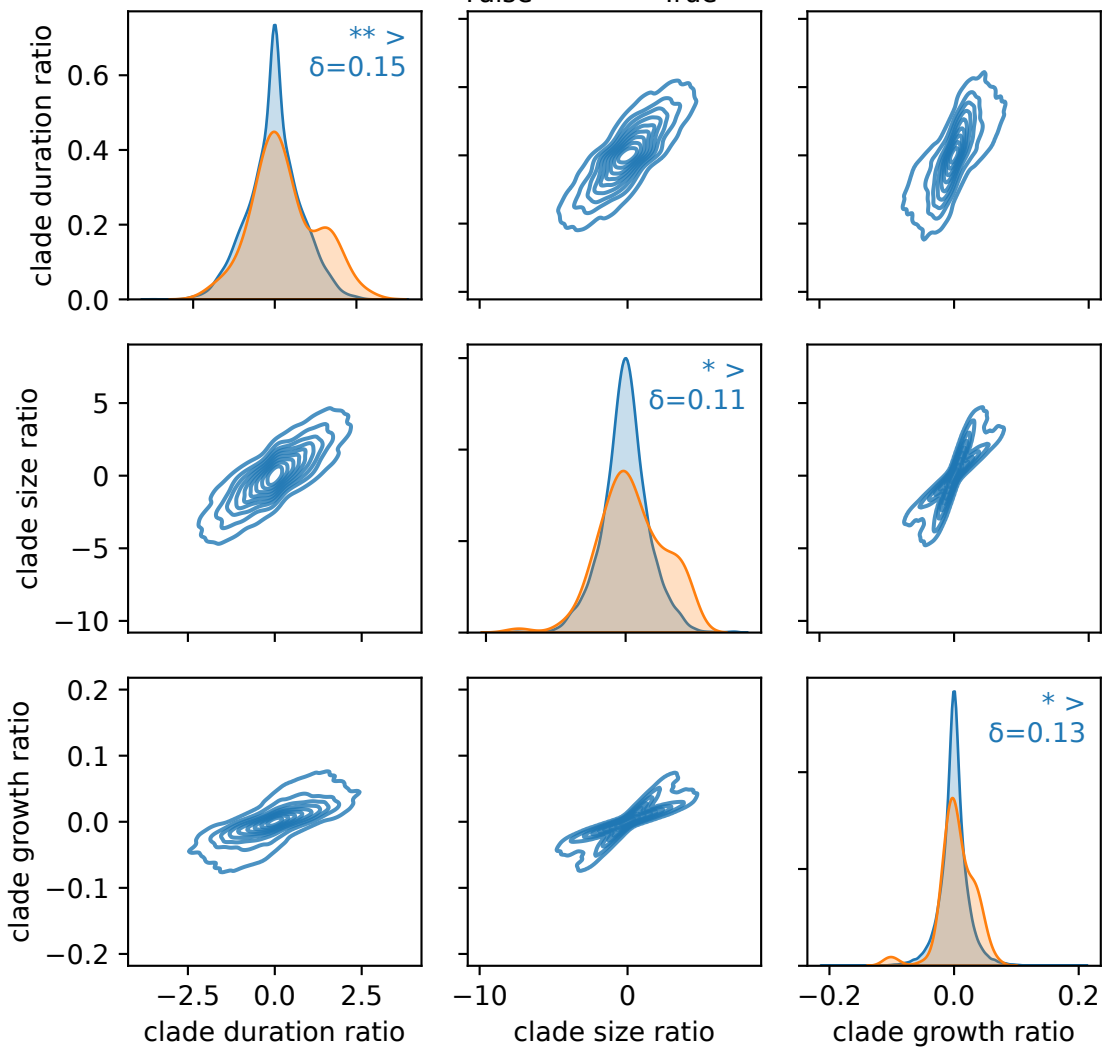 True
clade duration ratio
0.6
0.4
0.2
0.0
** >
δ=0.15
clade size ratio
5
0
−5
−10
* >
δ=0.11
clade growth ratio
0.2
0.1
0.0
−0.1
−0.2
* >
δ=0.13
−2.5
0.0
2.5
−10
0
−0.2
0.0
0.2
clade duration ratio
clade size ratio
clade growth ratio